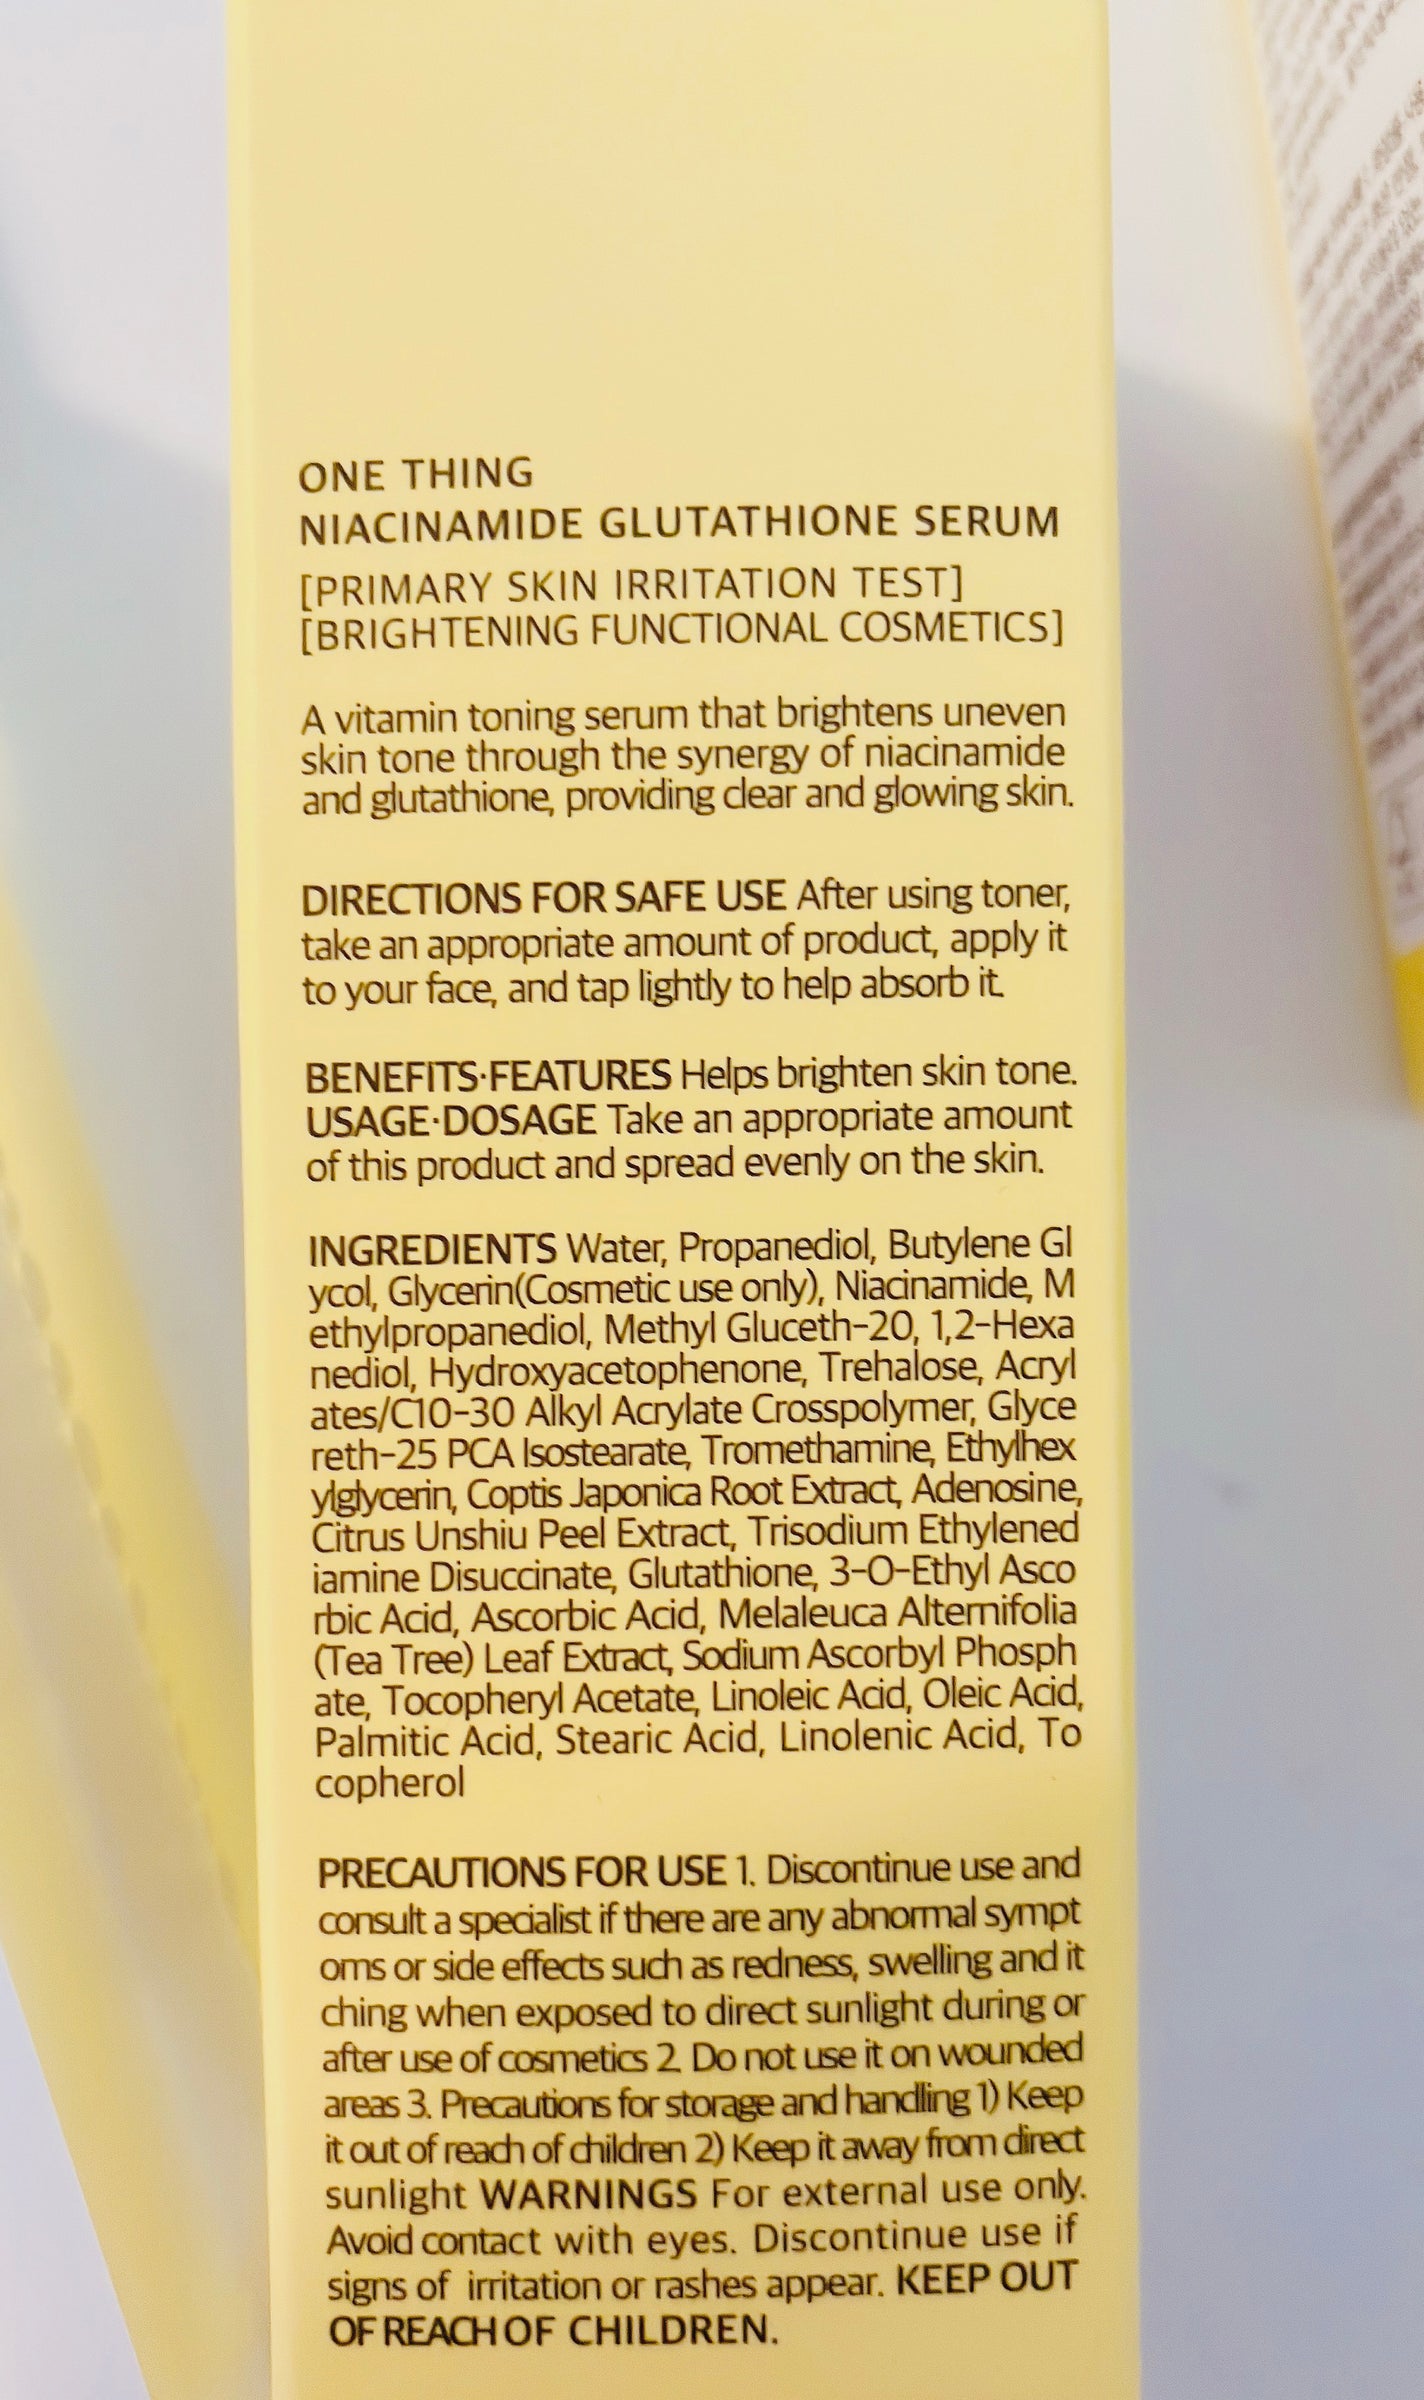 ONE THING
NIACINAMIDE GLUTATHIONE SERUM
[PRIMARY SKIN IRRITATION TEST]
[BRIGHTENING FUNCTIONAL COSMETICS]
A vitamin toning serum that brightens uneven
skin tone through the synergy of niacinamide
and glutathione, providing clear and glowing skin.
DIRECTIONS FOR SAFE USE After using toner,
take an appropriate amount of product, apply it
to your face, and tap lightly to help absorb it.
BENEFITS·FEATURES Helps brighten skin tone.
USAGE·DOSAGE Take an appropriate amount
of this product and spread evenly on the skin.
INGREDIENTS Water, Propanediol, Butylene Gl
ycol, Glycerin(Cosmetic use only), Niacinamide, M
ethylpropanediol, Methyl Gluceth-20, 1,2-Hexa
nediol, Hydroxyacetophenone, Trehalose, Acryl
ates/C10-30 Alkyl Acrylate Crosspolymer, Glyce
reth-25 PCA Isostearate, Tromethamine, Ethylhex
ylglycerin, Coptis Japonica Root Extract, Adenosine,
Citrus Unshiu Peel Extract, Trisodium Ethylened
iamine Disuccinate, Glutathione, 3-O-Ethyl Asco
rbic Acid, Ascorbic Acid, Melaleuca Alternifolia
(Tea Tree) Leaf Extract, Sodium Ascorbyl Phosph
ate, Tocopheryl Acetate, Linoleic Acid, Oleic Acid,
Palmitic Acid, Stearic Acid, Linolenic Acid, To
copherol
PRECAUTIONS FOR USE 1. Discontinue use and
consult a specialist if there are any abnormal sympt
oms or side effects such as redness, swelling and it
ching when exposed to direct sunlight during or
after use of cosmetics 2. Do not use it on wounded
areas 3. Precautions for storage and handling 1) Keep
it out of reach of children 2) Keep it away from direct
sunlight WARNINGS For external use only.
Avoid contact with eyes. Discontinue use if
signs of irritation or rashes appear. KEEP OUT
OF REACH OF CHILDREN.